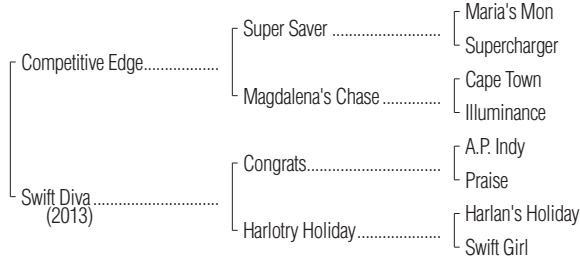 Maria's Mon
Super Saver
Supercharger
Competitive Edge
Cape Town
Magdalena's Chase
Illuminance
A.P. Indy
Congrats
Praise
Swift Diva
(2013)
Harlan's Holiday
Harlotry Holiday
Swift Girl